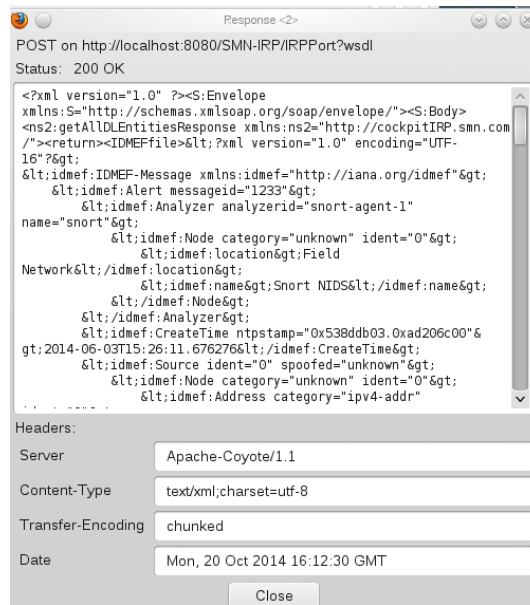 Response <2>
POST on http://localhost:8080/SMN-IRP/IRPPort?wsdl
Status: 200 OK
<?xml version="1.0" ?><S:Envelope
xmlns:S="http://schemas.xmlsoap.org/soap/envelope/"><S:Body>
<ns2:getAllDLEntitiesResponse xmlns:ns2="http://cockpitIRP.smn.com
/"><return><IDMEFfile>&lt;?xml version="1.0" encoding="UTF-
16"?&gt;
&lt;idmef:IDMEF-Message xmlns:idmef="http://iana.org/idmef"&gt;
&lt;idmef:Alert messageid="1233"&gt;
&lt;idmef:Analyzer analyzerid="snort-agent-1"
name="snort"&gt;
&lt;idmef:Node category="unknown" ident="0"&gt;
&lt;idmef:location&gt;Field
Network&lt;/idmef:location&gt;
&lt;idmef:name&gt;Snort NIDS&lt;/idmef:name&gt;
&lt;/idmef:Node&gt;
&lt;/idmef:Analyzer&gt;
&lt;idmef:CreateTime ntpstamp="0x538ddb03.0xad206c00"&
gt;2014-06-03T15:26:11.676276&lt;/idmef:CreateTime&gt;
&lt;idmef:Source ident="0" spoofed="unknown"&gt;
&lt;idmef:Node category="unknown" ident="0"&gt;
&lt;idmef:Address category="ipv4-addr"
Headers:
Server Apache-Coyote/1.1
Content-Type text/xml;charset=utf-8
Transfer-Encoding chunked
Date Mon, 20 Oct 2014 16:12:30 GMT
Close